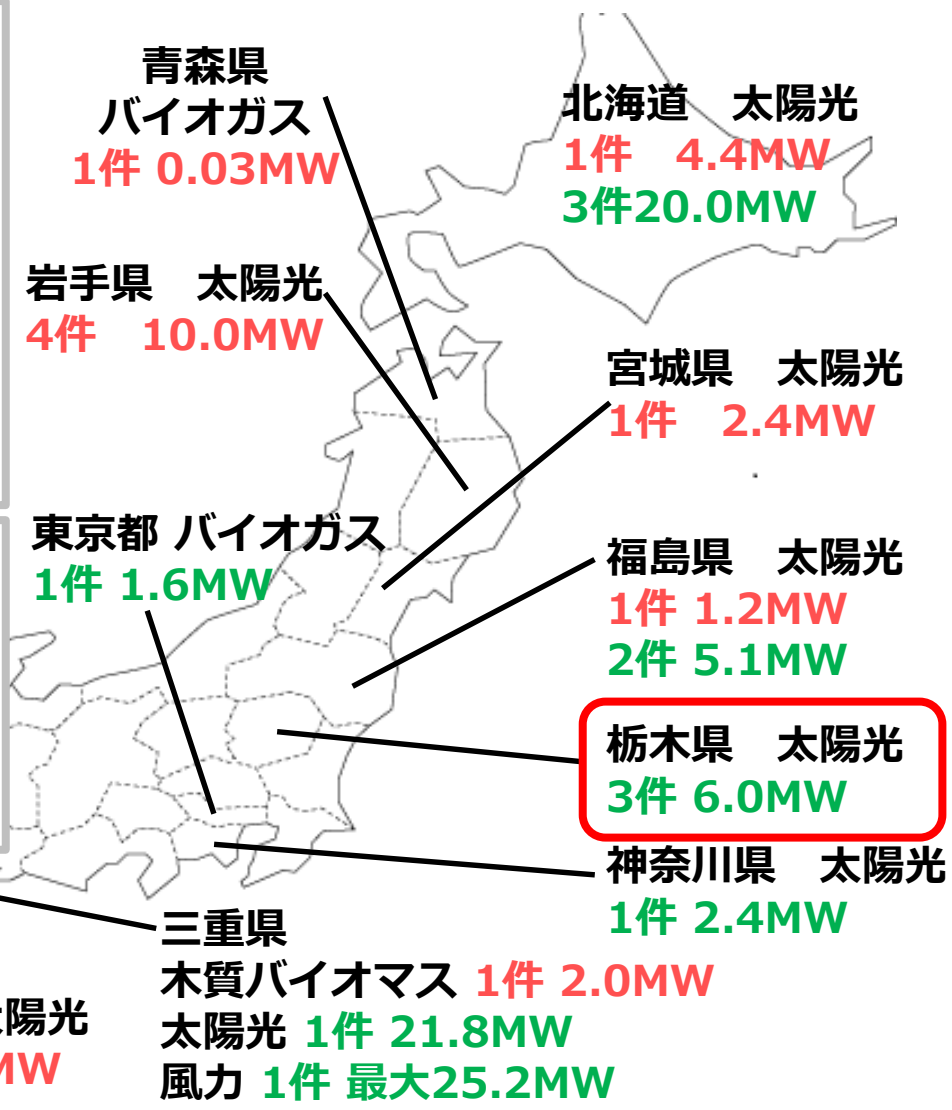 青森県
バイオガス
1件 0.03MW
北海道　太陽光
1件　4.4MW
3件20.0MW
岩手県　太陽光
4件　10.0MW
宮城県　太陽光
1件　2.4MW
東京都 バイオガス
1件 1.6MW
福島県　太陽光
1件 1.2MW
2件 5.1MW
栃木県　太陽光
3件 6.0MW
神奈川県　太陽光
1件 2.4MW
三重県
木質バイオマス 1件 2.0MW
太陽光 1件 21.8MW
風力 1件 最大25.2MW
陽光
MW